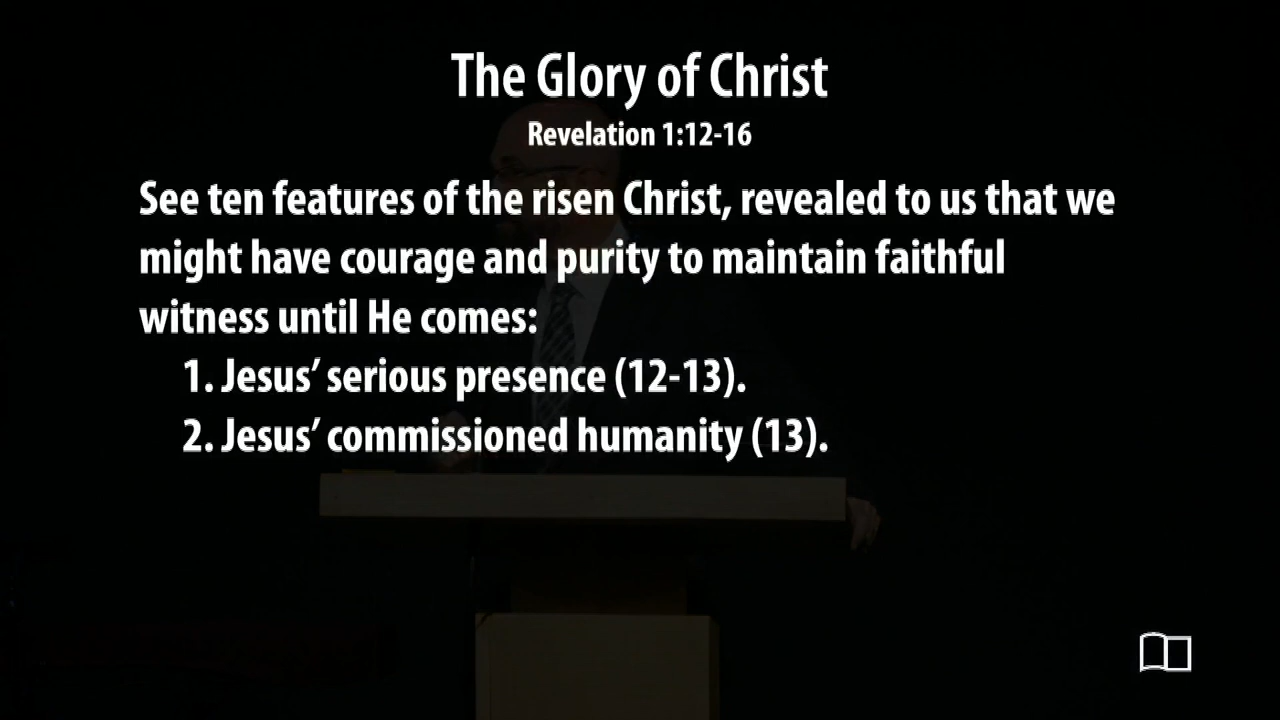 The Glory of Christ
Revelation 1:12-16
See ten features of the risen Christ, revealed to us that we
might have courage and purity to maintain faithful
witness until He comes:
1. Jesus’ serious presence (12-13).
2. Jesus’ commissioned humanity (13).